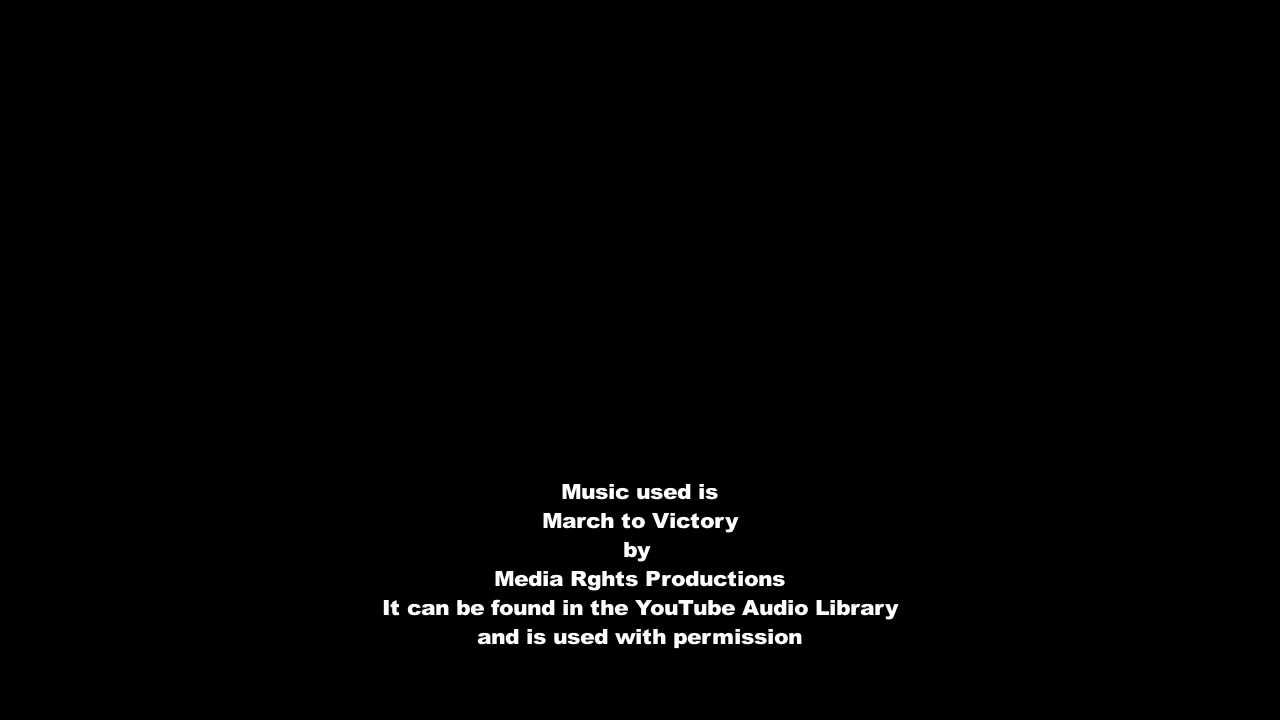 Music used is
March to Victory
by
Media Rghts Productions
It can be found in the YouTube Audio Library
and is used with permission